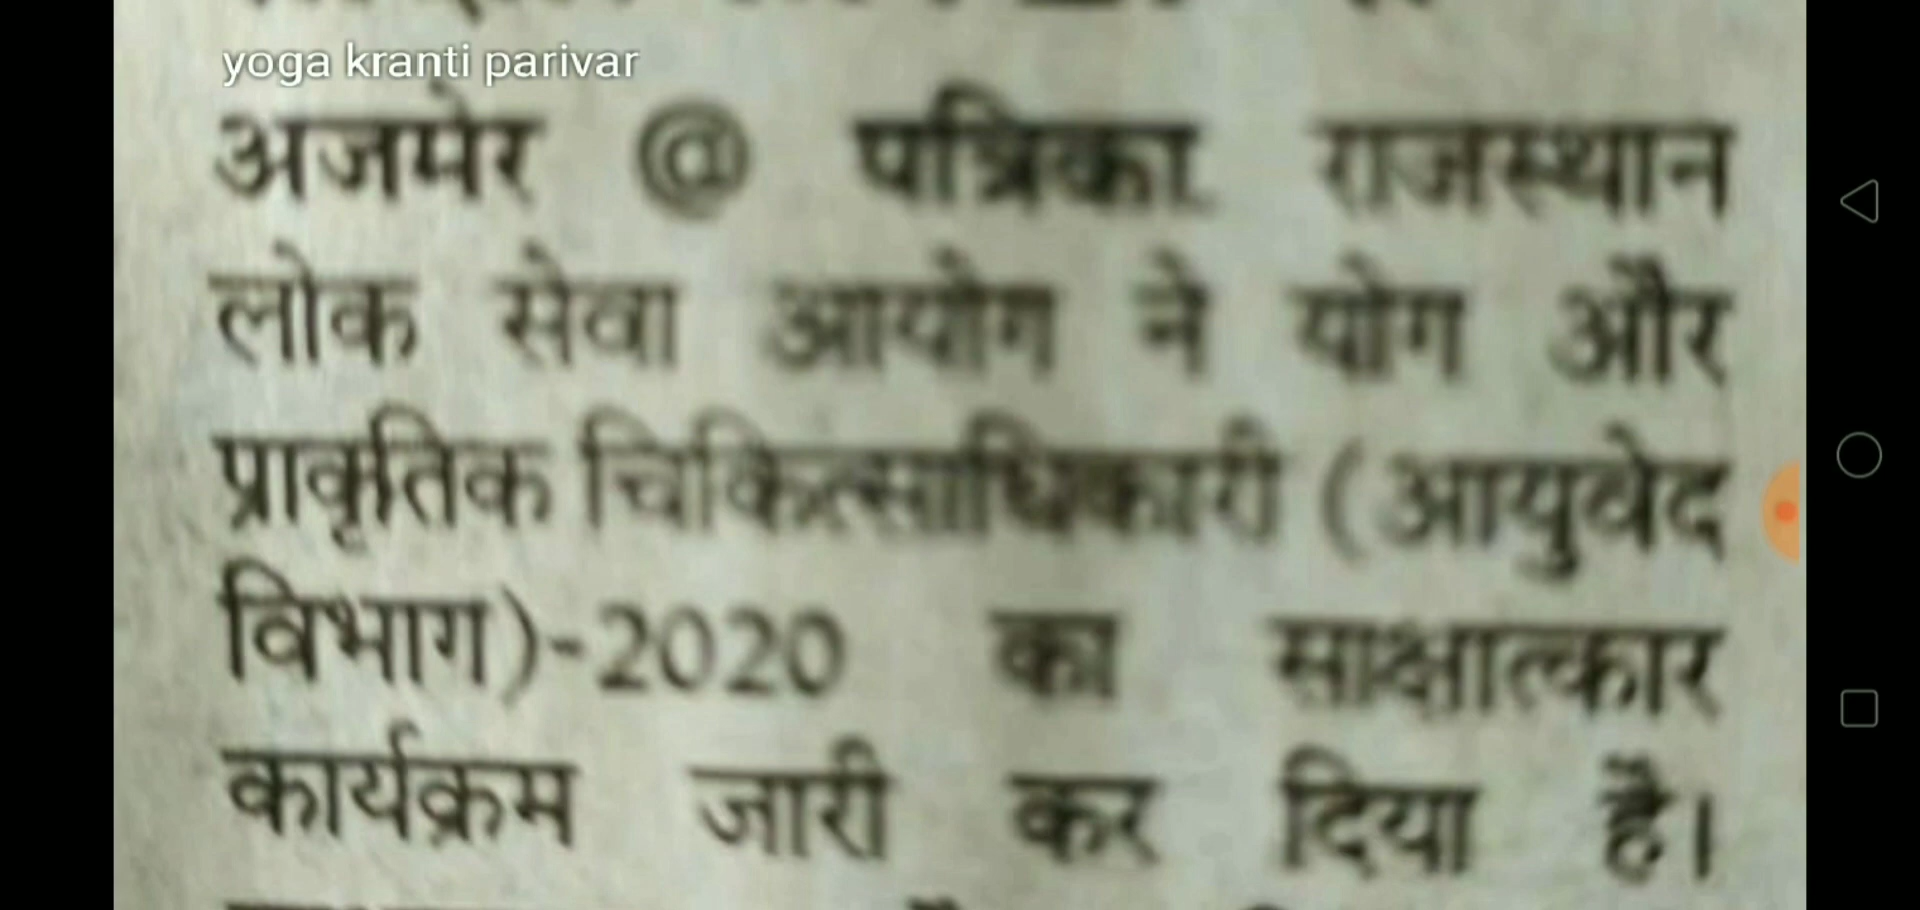 yoga kranti parivar
अजमेर @ पत्रिका. राजस्थान
लोक सेवा आयोग ने योग और
प्राकृतिक चिकित्साधिकारी (आयुवेद
विभाग)-2020 का साक्षात्कार
कार्यक्रम जारी कर दिया है।